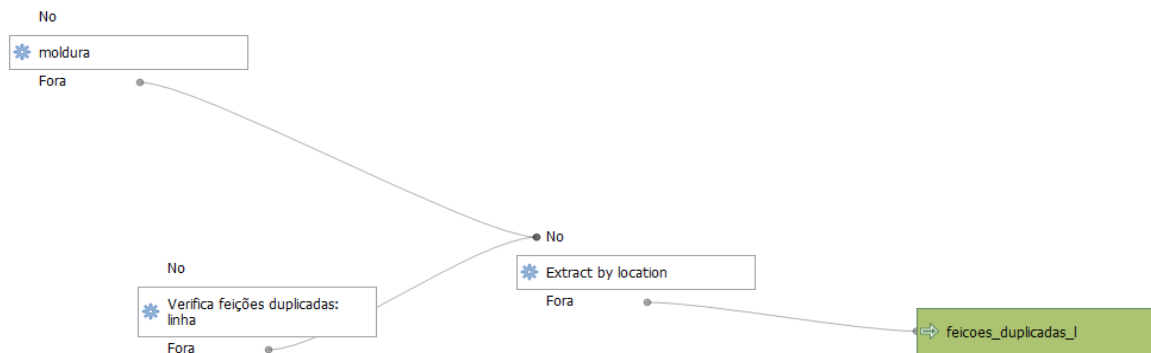 No
moldura
Fora
No
Extract by location
Fora
No
Verifica feições duplicadas:
linha
Fora
feicoes_duplicadas_l